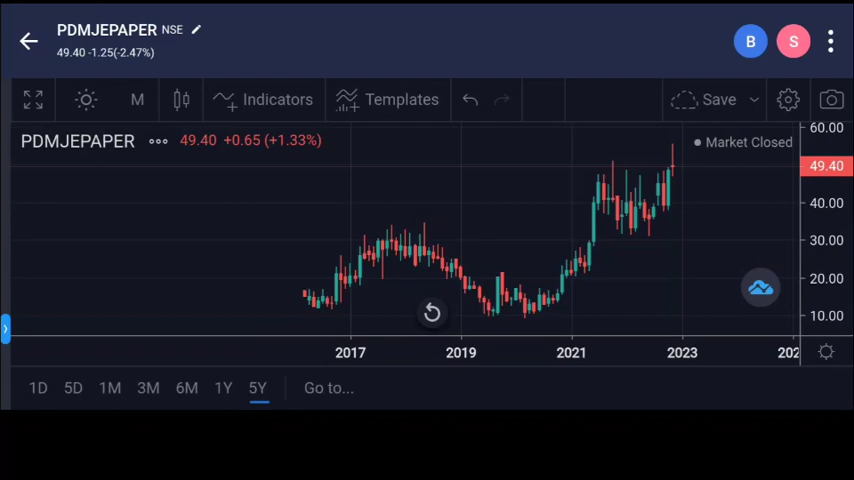 PDMJEPAPER NSE
49.40 -1.25(-2.47%)
B S
M Indicators Templates Save
PDMJEPAPER 49.40 +0.65 (+1.33%)
Market Closed
60.00
49.40
40.00
30.00
20.00
10.00
2017 2019 2021 2023 202
1D 5D 1M 3M 6M 1Y 5Y Go to...